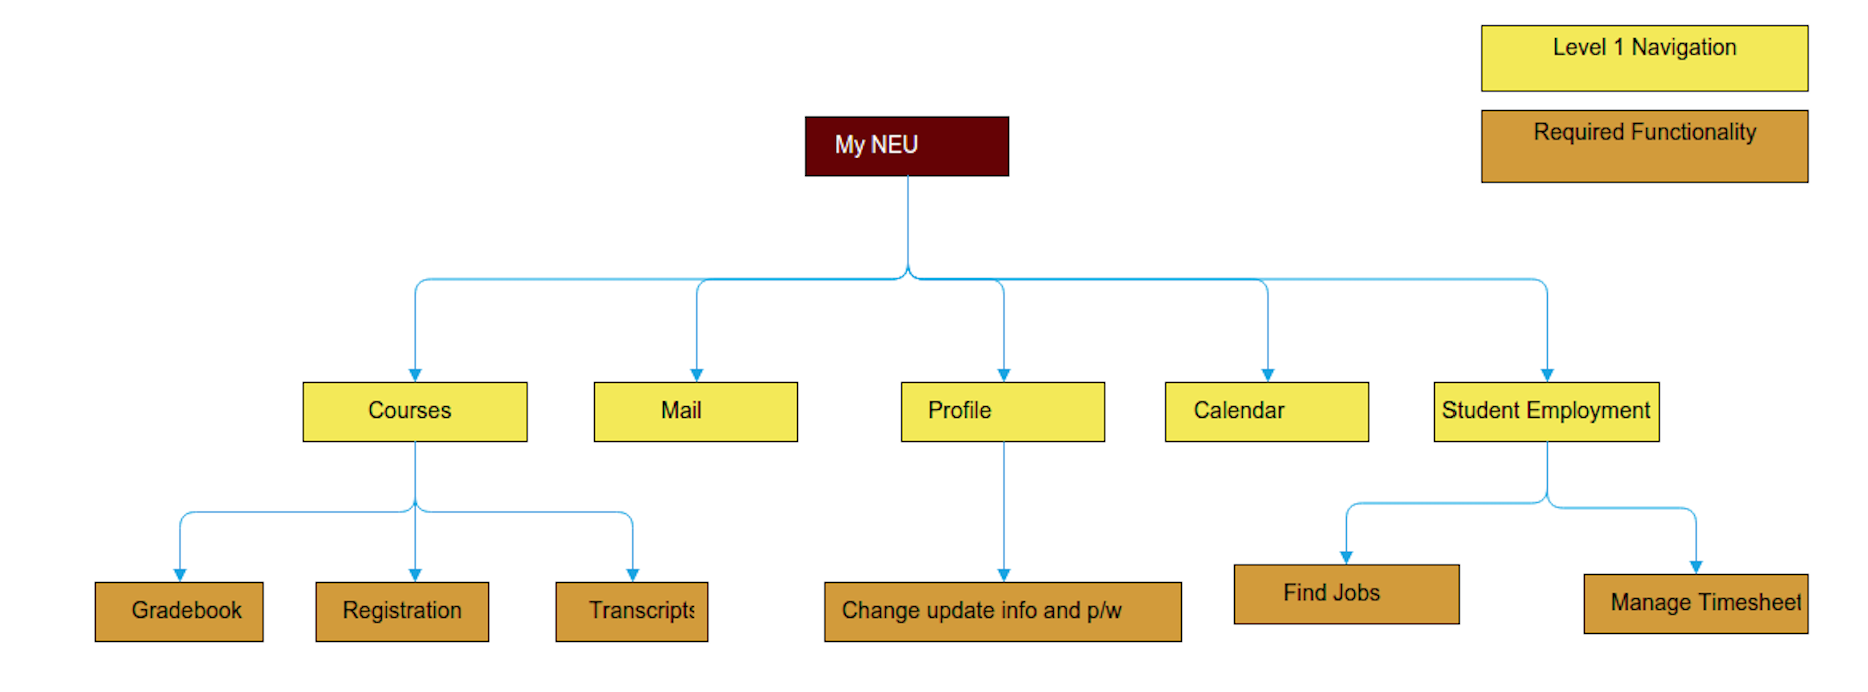 Level 1 Navigation
Required Functionality
My NEU
Courses
Mail
Profile
Calendar
Student Employment
Gradebook
Registration
Transcripts
Change update info and p/w
Find Jobs
Manage Timesheet